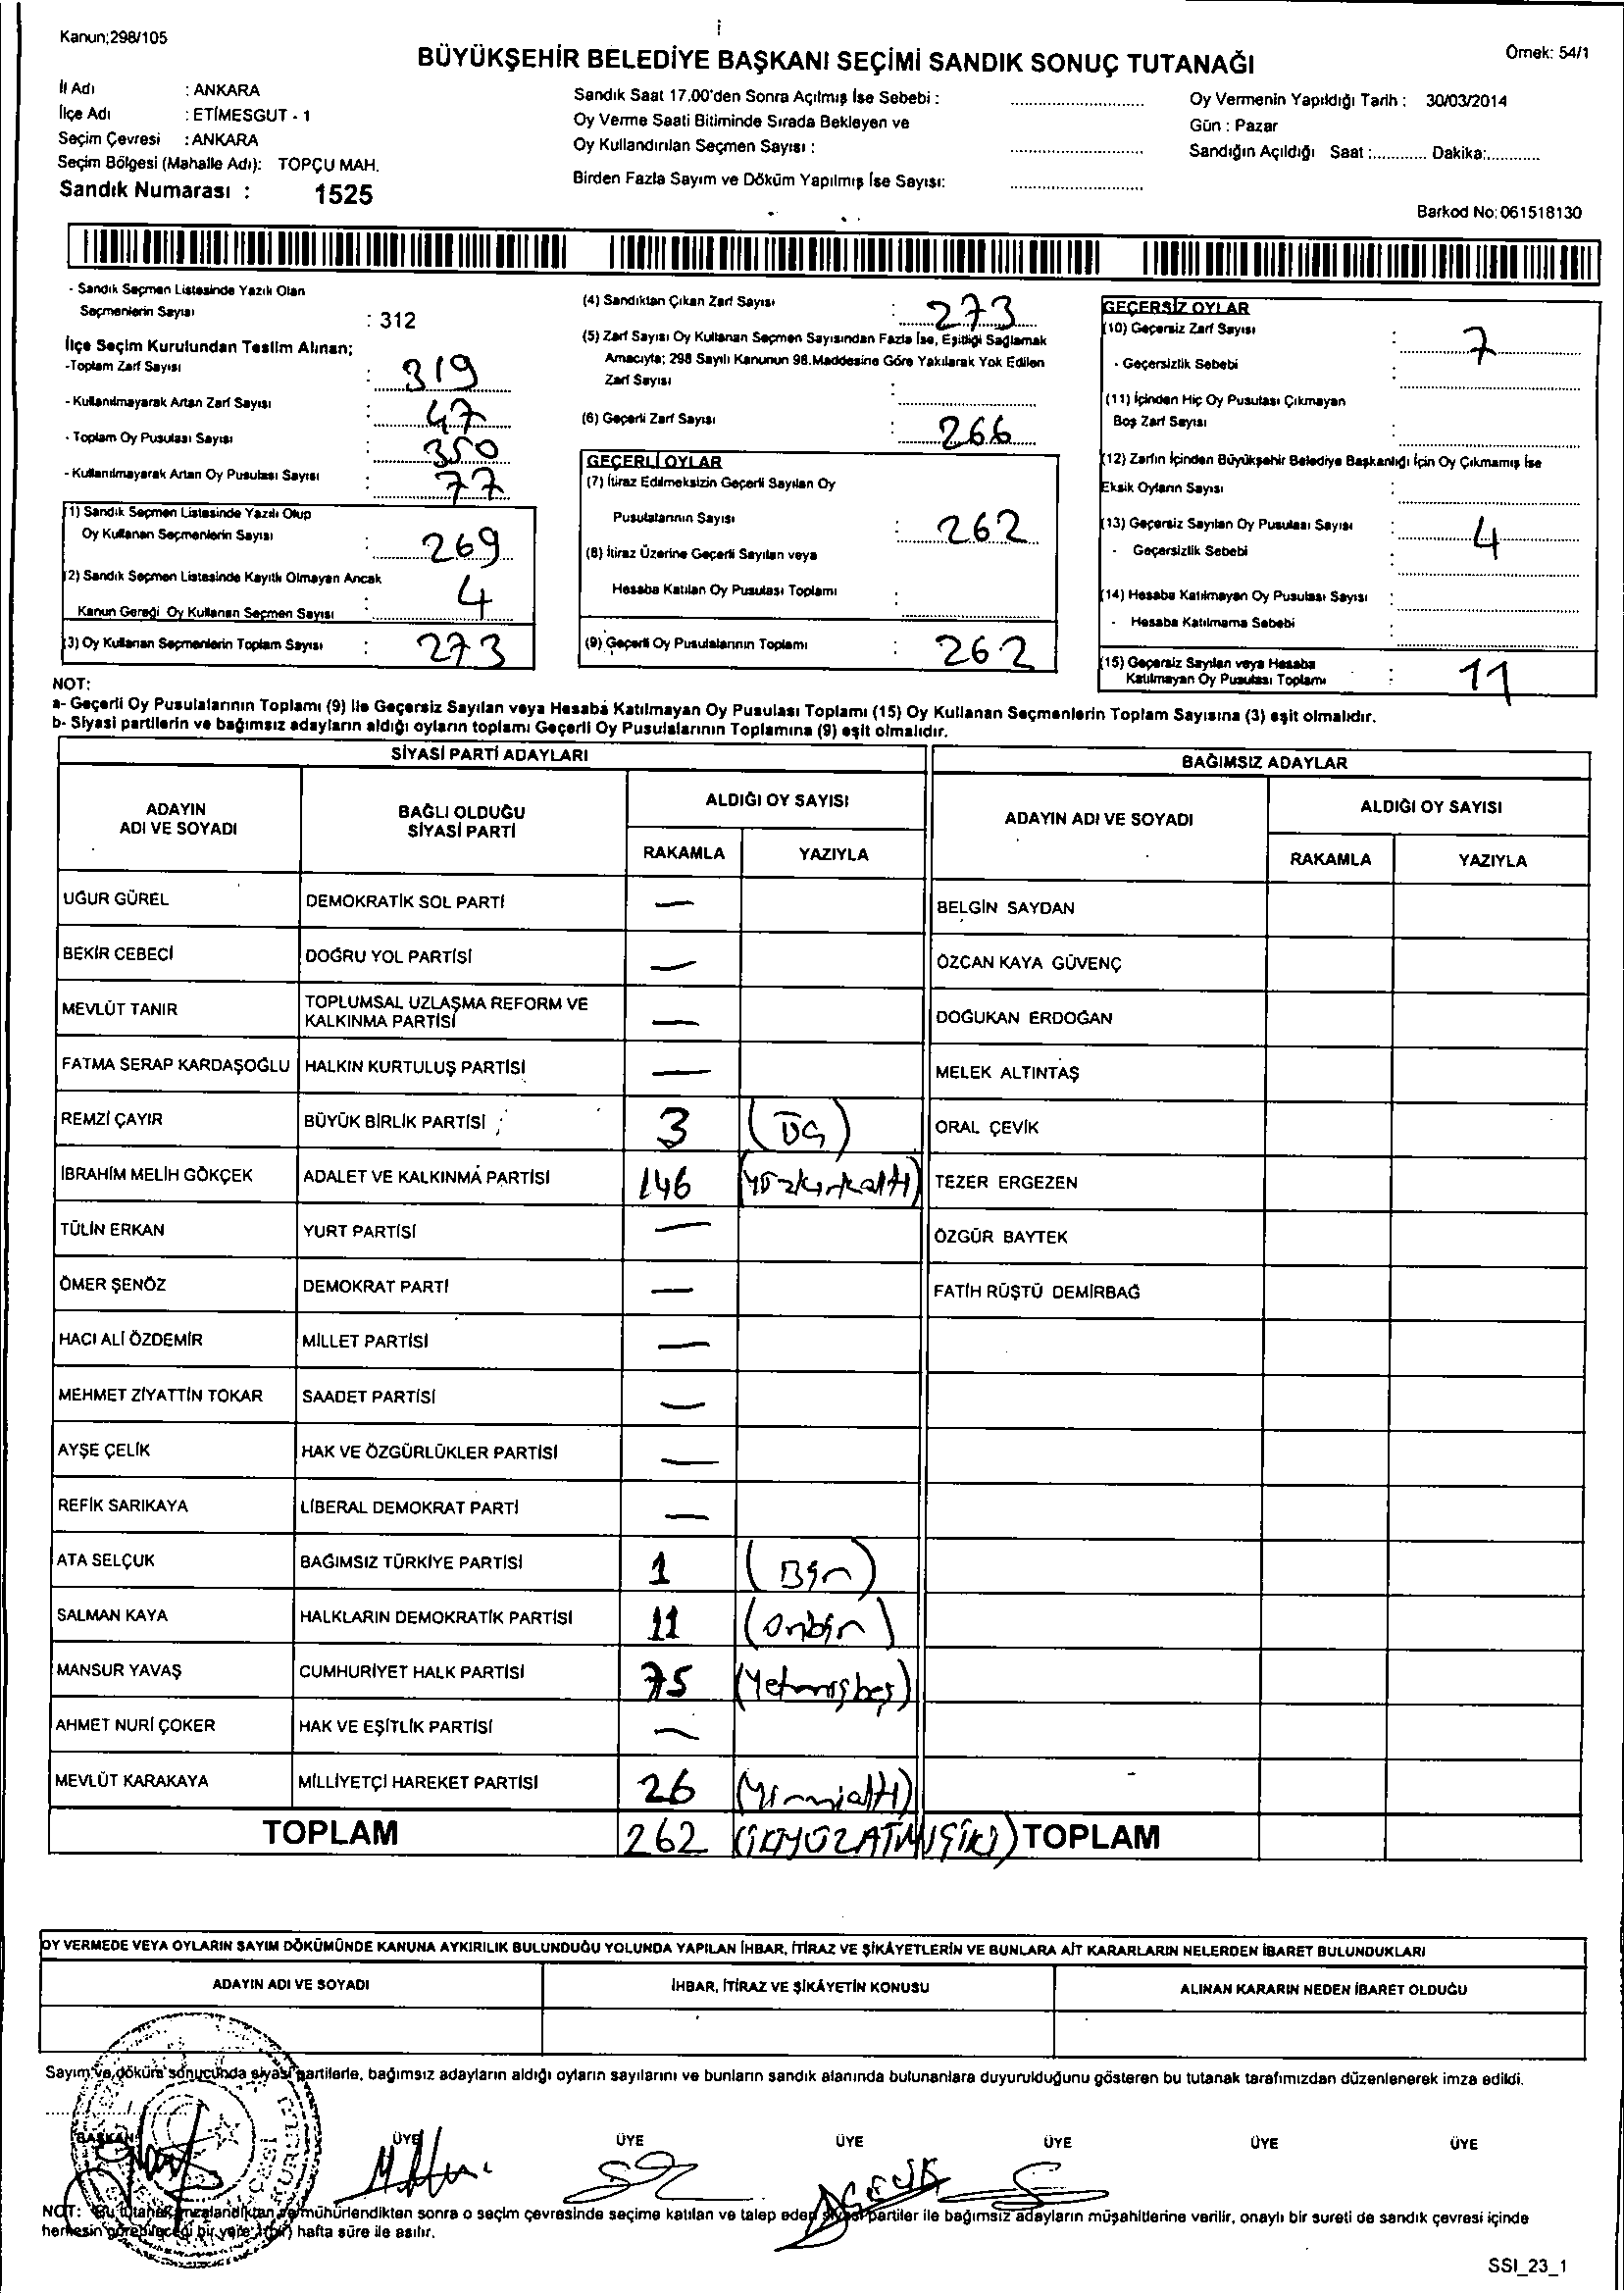 Kanun;298/105
BÜYÜKŞEHİR BELEDİYE BAŞKANI SEÇİMİ SANDIK SONUÇ TUTANAĞI
Örnek: 54/1
İl Adı : ANKARA
İlçe Adı : ETİMESGUT - 1
Seçim Çevresi : ANKARA
Seçim Bölgesi (Mahalle Adı): TOPÇU MAH.
Sandık Numarası : 1525
Sandık Saat 17.00'den Sonra Açılmış İse Sebebi : ............
Oy Verme Saati Bitiminde Sırada Bekleyen ve
Oy Kullandırılan Seçmen Sayısı : ............
Birden Fazla Sayım ve Döküm Yapılmış İse Sayısı: ............
Oy Vermenin Yapıldığı Tarih : 30/03/2014
Gün : Pazar
Sandığın Açıldığı Saat :............ Dakika:............
Barkod No: 061518130
- Sandık Seçmen Listesinde Yazılı Olan
Seçmenlerin Sayısı : 312
İlçe Seçim Kurulundan Teslim Alınan;
-Toplam Zarf Sayısı : 319
- Kullanılmayarak Artan Zarf Sayısı : 47
- Toplam Oy Pusulası Sayısı : 350
- Kullanılmayarak Artan Oy Pusulası Sayısı : 77
(1) Sandık Seçmen Listesinde Yazılı Olup
Oy Kullanan Seçmenlerin Sayısı : 269
(2) Sandık Seçmen Listesinde Kayıtlı Olmayan Ancak
Kanun Gereği Oy Kullanan Seçmen Sayısı : 4
(3) Oy Kullanan Seçmenlerin Toplam Sayısı : 273
(4) Sandıktan Çıkan Zarf Sayısı : 273
(5) Zarf Sayısı Oy Kullanan Seçmen Sayısından Fazla İse, Eşitliği Sağlamak
Amacıyla; 298 Sayılı Kanunun 98.Maddesine Göre Yakılarak Yok Edilen
Zarf Sayısı : ............
(6) Geçerli Zarf Sayısı : 266
GEÇERLİ OYLAR
(7) İtiraz Edilmeksizin Geçerli Sayılan Oy
Pusulalarının Sayısı : 262
(8) İtiraz Üzerine Geçerli Sayılan veya
Hesaba Katılan Oy Pusulası Toplamı : ............
(9) Geçerli Oy Pusulalarının Toplamı : 262
GEÇERSİZ OYLAR
(10) Geçersiz Zarf Sayısı : 7
- Geçersizlik Sebebi : ............
(11) İçinden Hiç Oy Pusulası Çıkmayan
Boş Zarf Sayısı : ............
(12) Zarfın İçinden Büyükşehir Belediye Başkanlığı İçin Oy Çıkmamış İse
Eksik Oyların Sayısı : ............
(13) Geçersiz Sayılan Oy Pusulası Sayısı : 4
- Geçersizlik Sebebi : ............
(14) Hesaba Katılmayan Oy Pusulası Sayısı : ............
- Hesaba Katılmama Sebebi : ............
(15) Geçersiz Sayılan veya Hesaba
Katılmayan Oy Pusulası Toplamı : 11
NOT:
a- Geçerli Oy Pusulalarının Toplamı (9) ile Geçersiz Sayılan veya Hesaba Katılmayan Oy Pusulası Toplamı (15) Oy Kullanan Seçmenlerin Toplam Sayısına (3) eşit olmalıdır.
b- Siyasi partilerin ve bağımsız adayların aldığı oyların toplamı Geçerli Oy Pusulalarının Toplamına (9) eşit olmalıdır.
SİYASİ PARTİ ADAYLARI
ADAYIN ADI VE SOYADI
BAĞLI OLDUĞU SİYASİ PARTİ
ALDIĞI OY SAYISI
RAKAMLA YAZIYLA
UĞUR GÜREL DEMOKRATİK SOL PARTİ —
BEKİR CEBECİ DOĞRU YOL PARTİSİ —
MEVLÜT TANIR TOPLUMSAL UZLAŞMA REFORM VE KALKINMA PARTİSİ —
FATMA SERAP KARDAŞOĞLU HALKIN KURTULUŞ PARTİSİ —
REMZİ ÇAYIR BÜYÜK BİRLİK PARTİSİ 3 (Üç)
İBRAHİM MELİH GÖKÇEK ADALET VE KALKINMA PARTİSİ 146 (Yüzkırkaltı)
TÜLİN ERKAN YURT PARTİSİ —
ÖMER ŞENÖZ DEMOKRAT PARTİ —
HACI ALİ ÖZDEMİR MİLLET PARTİSİ —
MEHMET ZİYATTİN TOKAR SAADET PARTİSİ —
AYŞE ÇELİK HAK VE ÖZGÜRLÜKLER PARTİSİ —
REFİK SARIKAYA LİBERAL DEMOKRAT PARTİ —
ATA SELÇUK BAĞIMSIZ TÜRKİYE PARTİSİ 1 (Bir)
SALMAN KAYA HALKLARIN DEMOKRATİK PARTİSİ 11 (Onbir)
MANSUR YAVAŞ CUMHURİYET HALK PARTİSİ 75 (Yetmişbeş)
AHMET NURİ ÇOKER HAK VE EŞİTLİK PARTİSİ —
MEVLÜT KARAKAYA MİLLİYETÇİ HAREKET PARTİSİ 26 (Yirmialtı)
TOPLAM 262 (İKİYÜZATMIŞİKİ)
BAĞIMSIZ ADAYLAR
ADAYIN ADI VE SOYADI
ALDIĞI OY SAYISI
RAKAMLA YAZIYLA
BELGİN SAYDAN
ÖZCAN KAYA GÜVENÇ
DOĞUKAN ERDOĞAN
MELEK ALTINTAŞ
ORAL ÇEVİK
TEZER ERGEZEN
ÖZGÜR BAYTEK
FATİH RÜŞTÜ DEMİRBAĞ
TOPLAM
OY VERMEDE VEYA OYLARIN SAYIM DÖKÜMÜNDE KANUNA AYKIRILIK BULUNDUĞU YOLUNDA YAPILAN İHBAR, İTİRAZ VE ŞİKÂYETLERİN VE BUNLARA AİT KARARLARIN NELERDEN İBARET BULUNDUKLARI
ADAYIN ADI VE SOYADI
İHBAR, İTİRAZ VE ŞİKÂYETİN KONUSU
ALINAN KARARIN NEDEN İBARET OLDUĞU
Sayım ve döküm sonucunda siyasi partilerle, bağımsız adayların aldığı oyların sayılarını ve bunların sandık alanında bulunanlara duyurulduğunu gösteren bu tutanak tarafımızdan düzenlenerek imza edildi.
BAŞKAN ÜYE ÜYE ÜYE ÜYE ÜYE ÜYE
NOT: Bu tutanak imzalandıktan ve mühürlendikten sonra o seçim çevresinde seçime katılan ve talep eden siyasi partiler ile bağımsız adayların müşahitlerine verilir, onaylı bir sureti de sandık çevresi içinde
herkesin görebileceği bir yere (bir) hafta süre ile asılır.
SSI_23_1